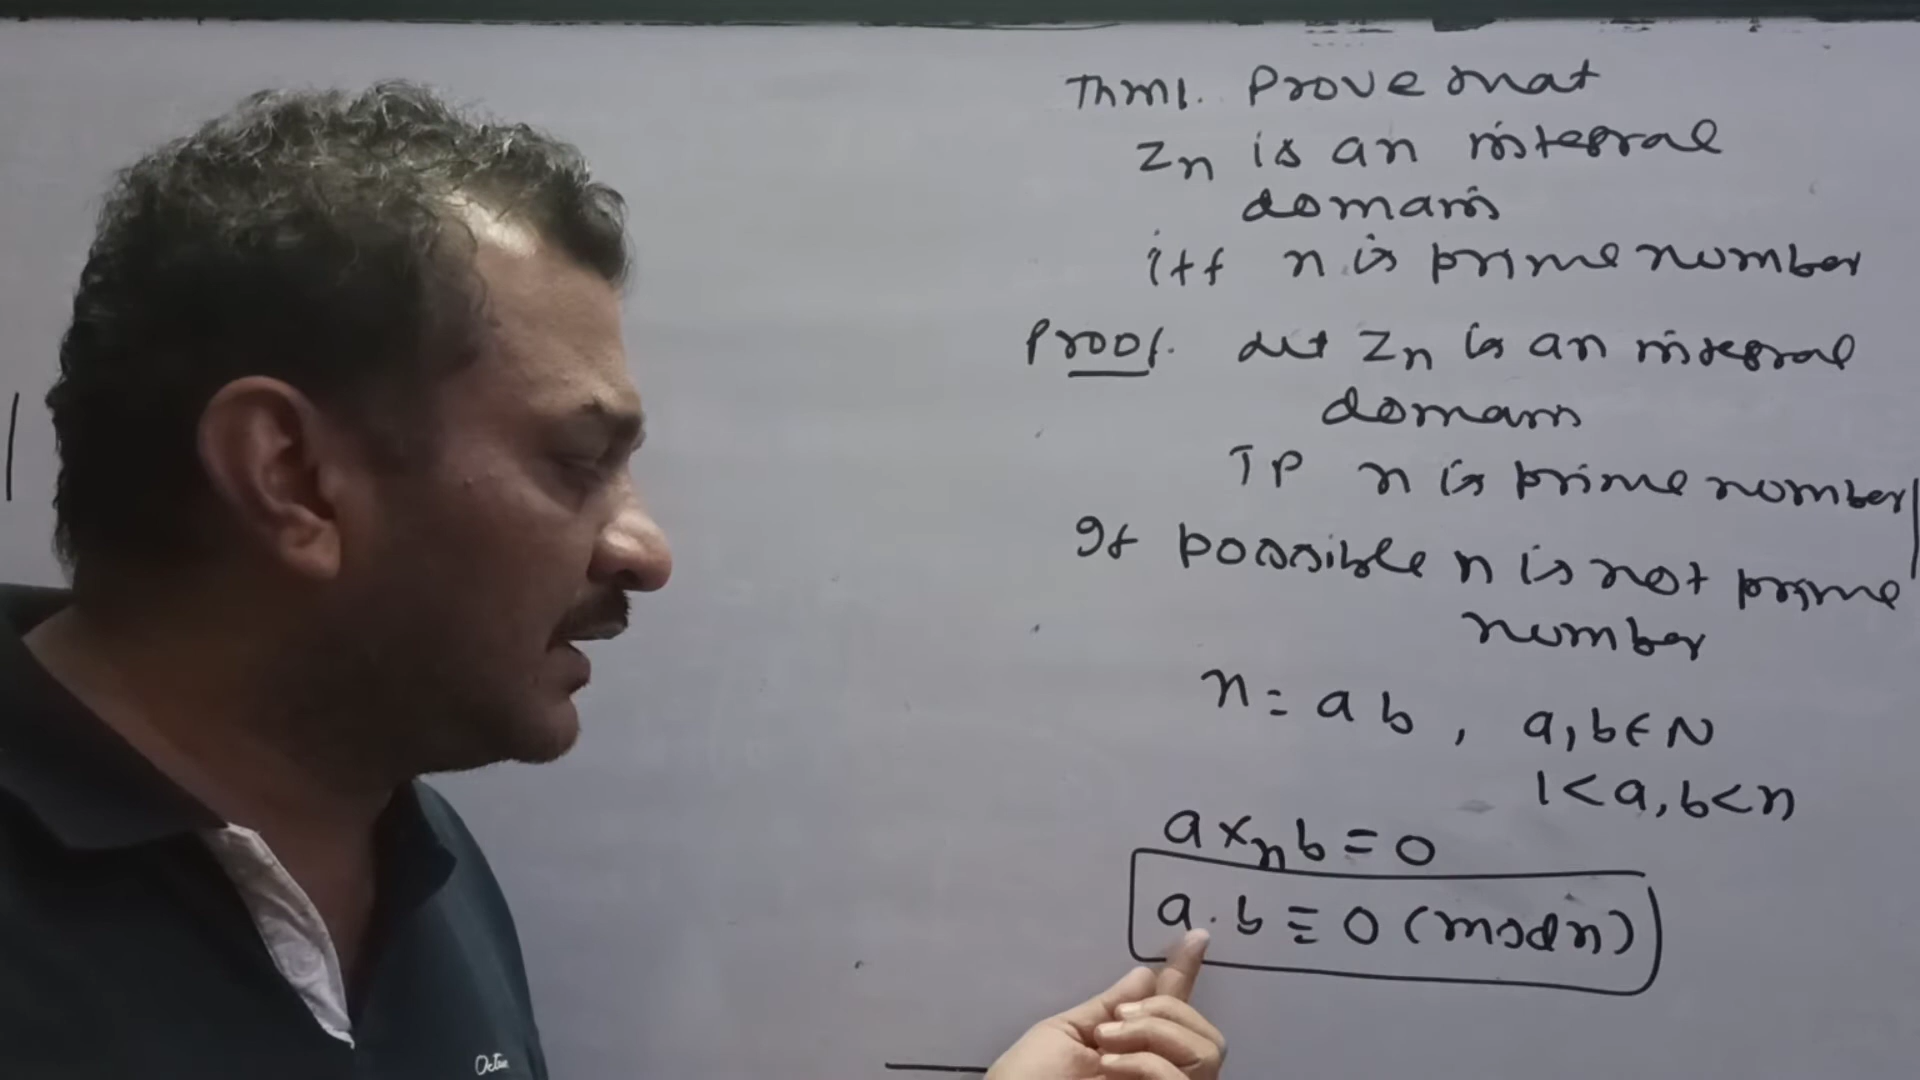 Thm1. Prove that
Zn is an integral
domain
iff n is prime number
Proof. Let Zn is an integral
domain
TP n is prime number
If possible n is not prime
number
n = ab, a,b∈N
1<a,b<n
a ×n b = 0
a.b ≡ 0 (mod n)